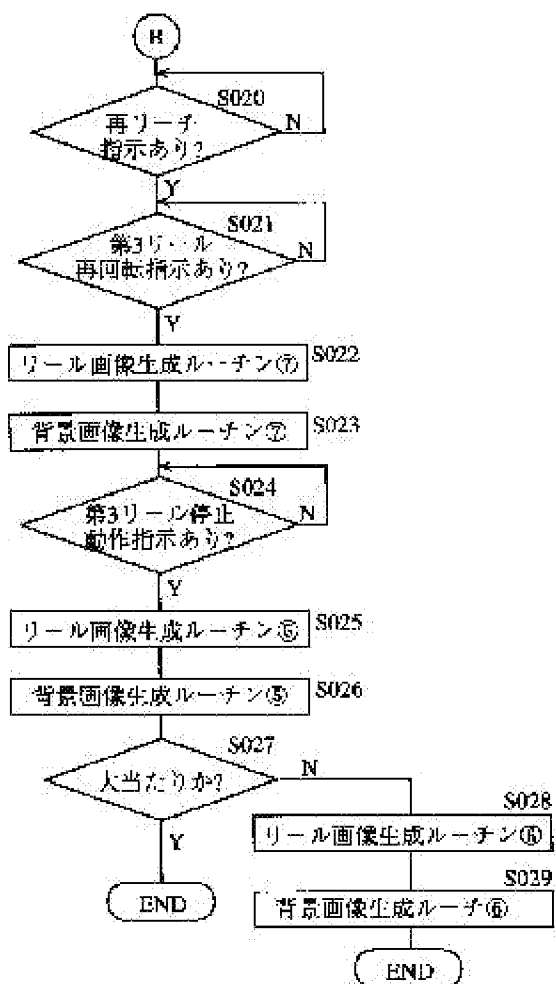 B
S020
再リーチ
指示あり?
N
Y
S021
第3リール
再回転指示あり?
N
Y
リール画像生成ルーチン⑦
S022
背景画像生成ルーチン⑦
S023
S024
第3リール停止
動作指示あり?
N
Y
リール画像生成ルーチン
S025
背景画像生成ルーチン
S026
S027
大当たりか?
N
Y
END
S028
リール画像生成ルーチン⑥
S029
背景画像生成ルーチ⑥
END